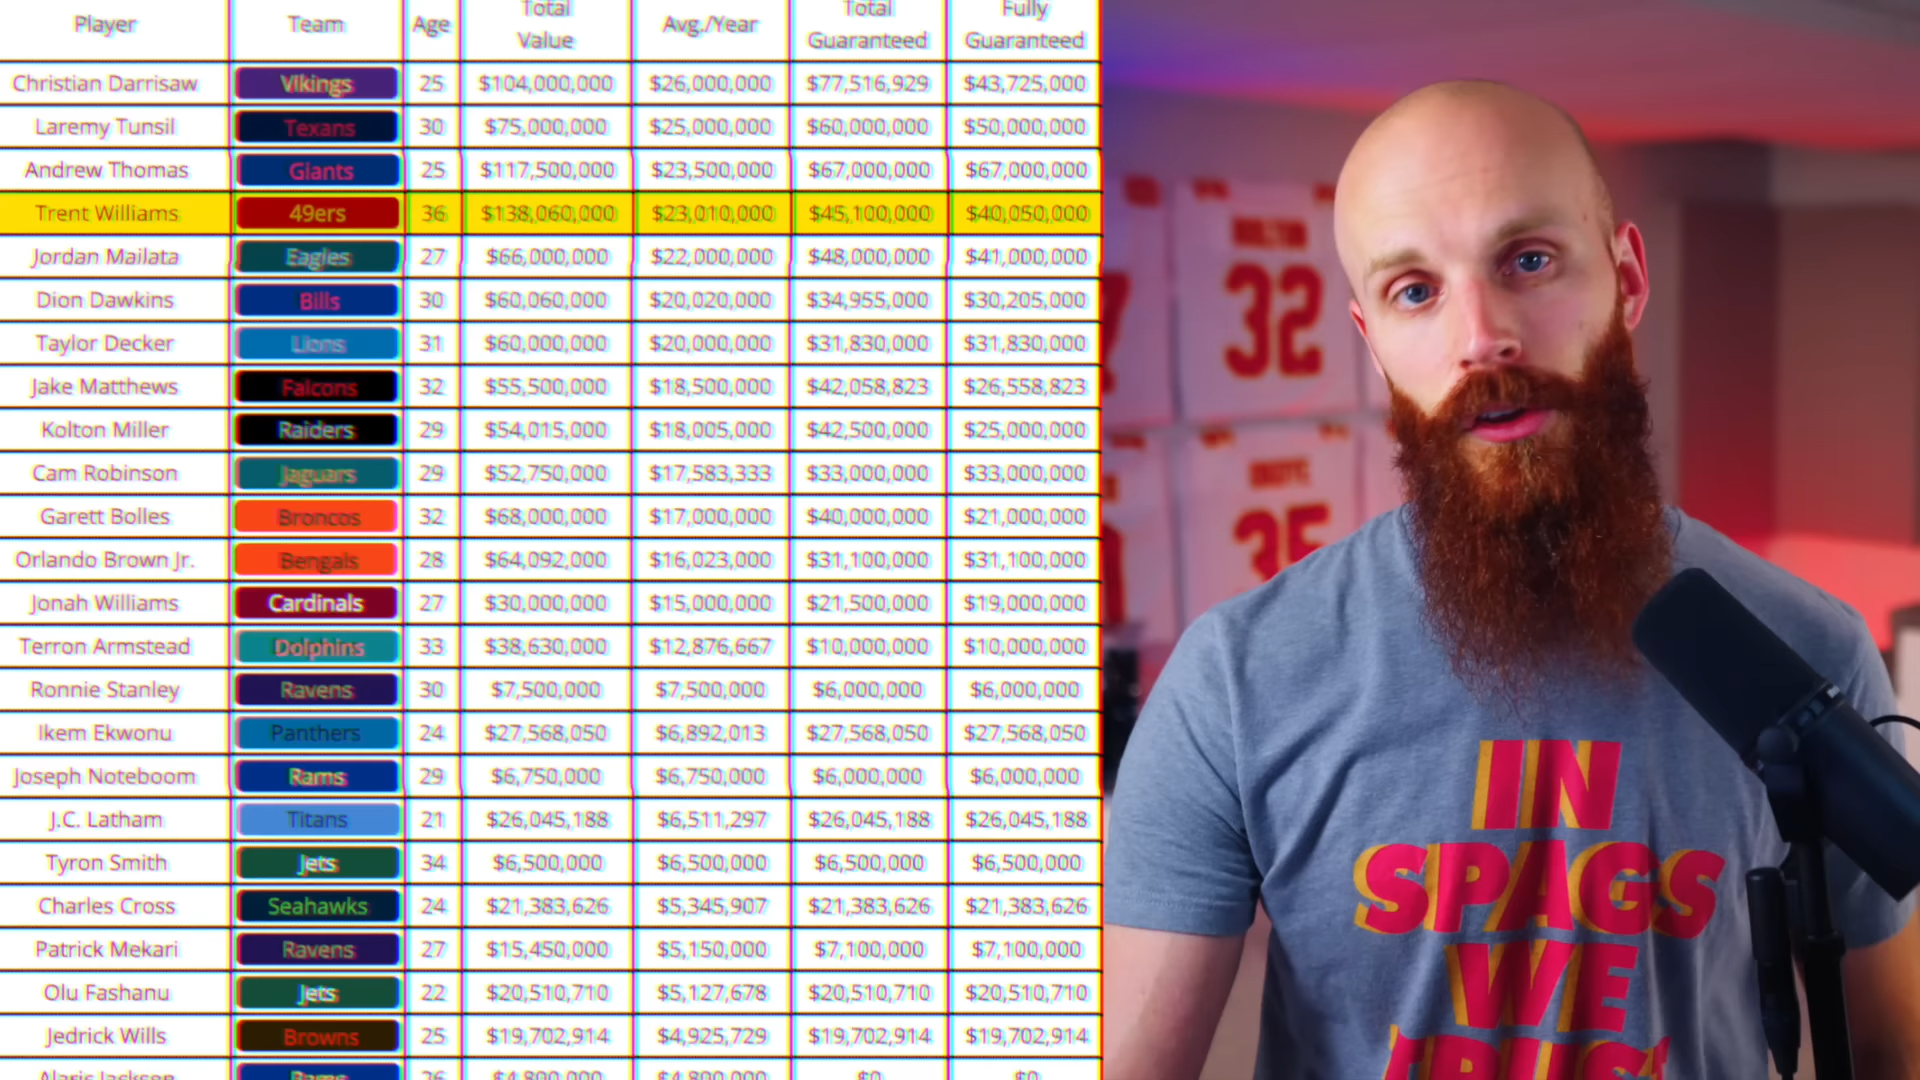 Player Team Age Total Value Avg./Year Total Guaranteed Fully Guaranteed
Christian Darrisaw Vikings 25 $104,000,000 $26,000,000 $77,516,929 $43,725,000
Laremy Tunsil Texans 30 $75,000,000 $25,000,000 $60,000,000 $50,000,000
Andrew Thomas Giants 25 $117,500,000 $23,500,000 $67,000,000 $67,000,000
Trent Williams 49ers 36 $138,060,000 $23,010,000 $45,100,000 $40,050,000
Jordan Mailata Eagles 27 $66,000,000 $22,000,000 $48,000,000 $41,000,000
Dion Dawkins Bills 30 $60,060,000 $20,020,000 $34,955,000 $30,205,000
Taylor Decker Lions 31 $60,000,000 $20,000,000 $31,830,000 $31,830,000
Jake Matthews Falcons 32 $55,500,000 $18,500,000 $42,058,823 $26,558,823
Kolton Miller Raiders 29 $54,015,000 $18,005,000 $42,500,000 $25,000,000
Cam Robinson Jaguars 29 $52,750,000 $17,583,333 $33,000,000 $33,000,000
Garett Bolles Broncos 32 $68,000,000 $17,000,000 $40,000,000 $21,000,000
Orlando Brown Jr. Bengals 28 $64,092,000 $16,023,000 $31,100,000 $31,100,000
Jonah Williams Cardinals 27 $30,000,000 $15,000,000 $21,500,000 $19,000,000
Terron Armstead Dolphins 33 $38,630,000 $12,876,667 $10,000,000 $10,000,000
Ronnie Stanley Ravens 30 $7,500,000 $7,500,000 $6,000,000 $6,000,000
Ikem Ekwonu Panthers 24 $27,568,050 $6,892,013 $27,568,050 $27,568,050
Joseph Noteboom Rams 29 $6,750,000 $6,750,000 $6,000,000 $6,000,000
J.C. Latham Titans 21 $26,045,188 $6,511,297 $26,045,188 $26,045,188
Tyron Smith Jets 34 $6,500,000 $6,500,000 $6,500,000 $6,500,000
Charles Cross Seahawks 24 $21,383,626 $5,345,907 $21,383,626 $21,383,626
Patrick Mekari Ravens 27 $15,450,000 $5,150,000 $7,100,000 $7,100,000
Olu Fashanu Jets 22 $20,510,710 $5,127,678 $20,510,710 $20,510,710
Jedrick Wills Browns 25 $19,702,914 $4,925,729 $19,702,914 $19,702,914
Alaric Jackson Rams 26 $4,890,000 $4,890,000 $0 $0
32
35
IN
SPAGS
WE
TRUST